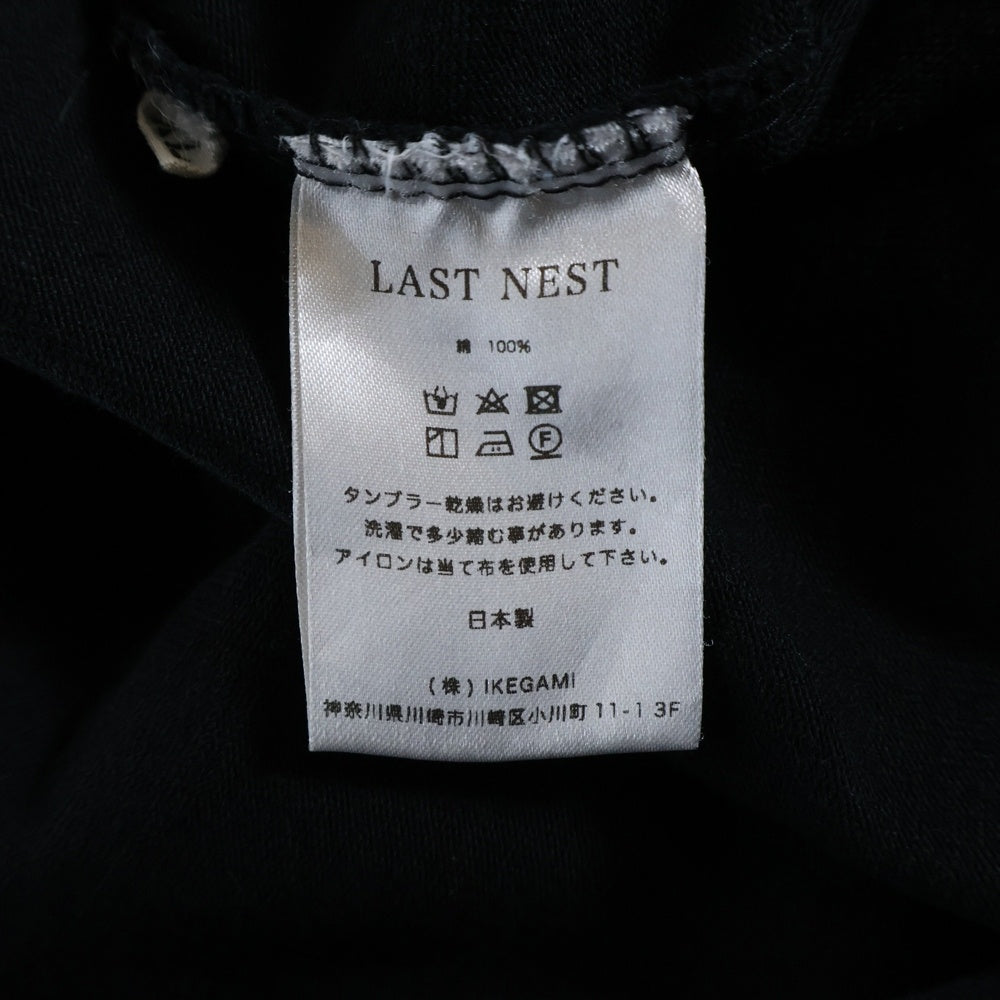 LAST NEST
綿 100%
F
タンブラー乾燥はお避けください。
洗濯で多少縮む事があります。
アイロンは当て布を使用して下さい。
日本製
(株) IKEGAMI
神奈川県川崎市川崎区小川町 11-1 3F